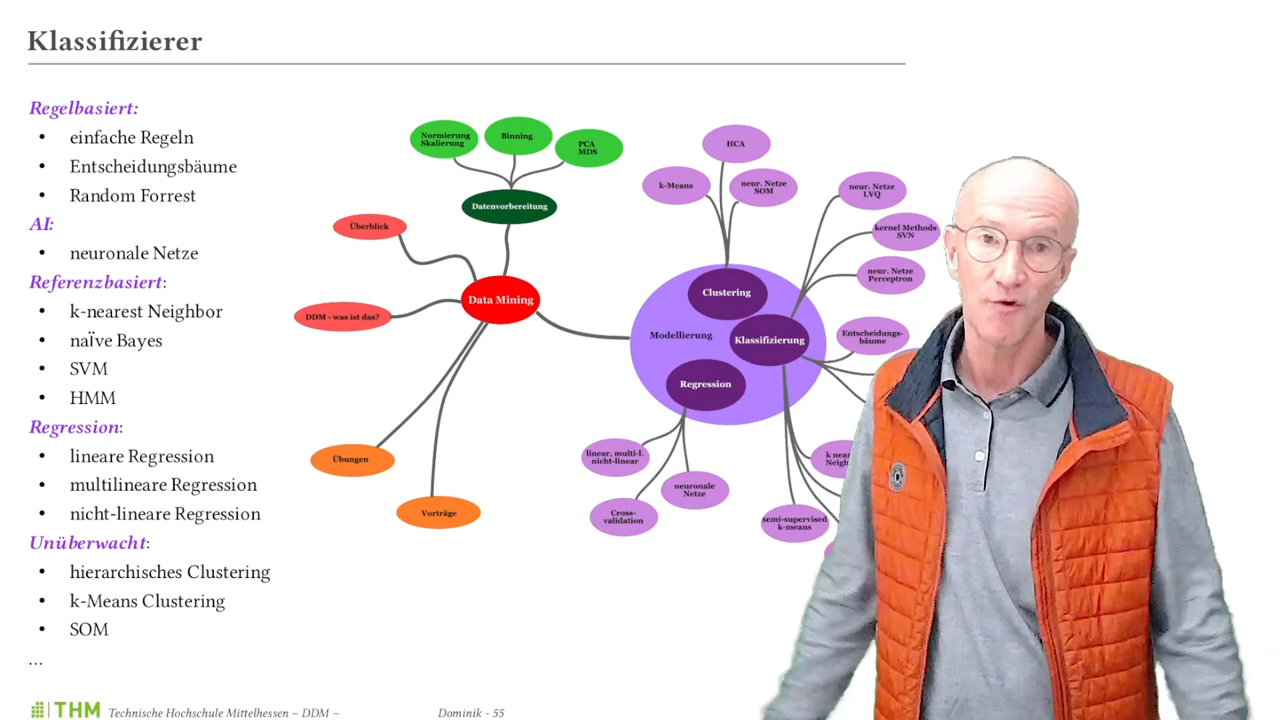 Klassifizierer
Regelbasiert:
• einfache Regeln
• Entscheidungsbäume
• Random Forrest
AI:
• neuronale Netze
Referenzbasiert:
• k-nearest Neighbor
• naÏve Bayes
• SVM
• HMM
Regression:
• lineare Regression
• multilineare Regression
• nicht-lineare Regression
Unüberwacht:
• hierarchisches Clustering
• k-Means Clustering
• SOM
...
Normierung
Skalierung
Binning
PCA
MDS
Datenvorbereitung
Überblick
DDM - was ist das?
Data Mining
Übungen
Vorträge
HCA
k-Means
neur. Netze
SOM
neur. Netze
LVQ
kernel Methods
SVN
neur. Netze
Perceptron
Clustering
Modellierung
Klassifizierung
Regression
Entscheidungs-
bäume
linear, multi-l.
nicht-linear
neuronale
Netze
Cross-
validation
semi-supervised
k-means
THM Technische Hochschule Mittelhessen – DDM –
Dominik - 55